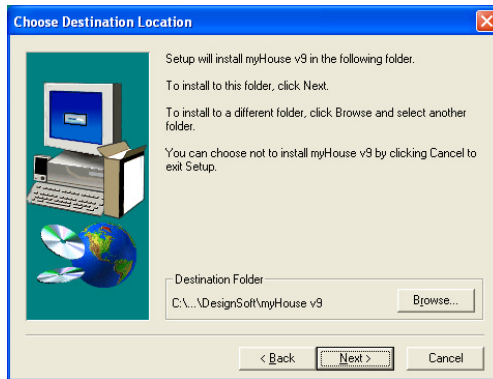 Choose Destination Location
Setup will install myHouse v9 in the following folder.
To install to this folder, click Next.
To install to a different folder, click Browse and select another
folder.
You can choose not to install myHouse v9 by clicking Cancel to
exit Setup.
Destination Folder
C:\...\DesignSoft\myHouse v9
Browse...
< Back
Next >
Cancel